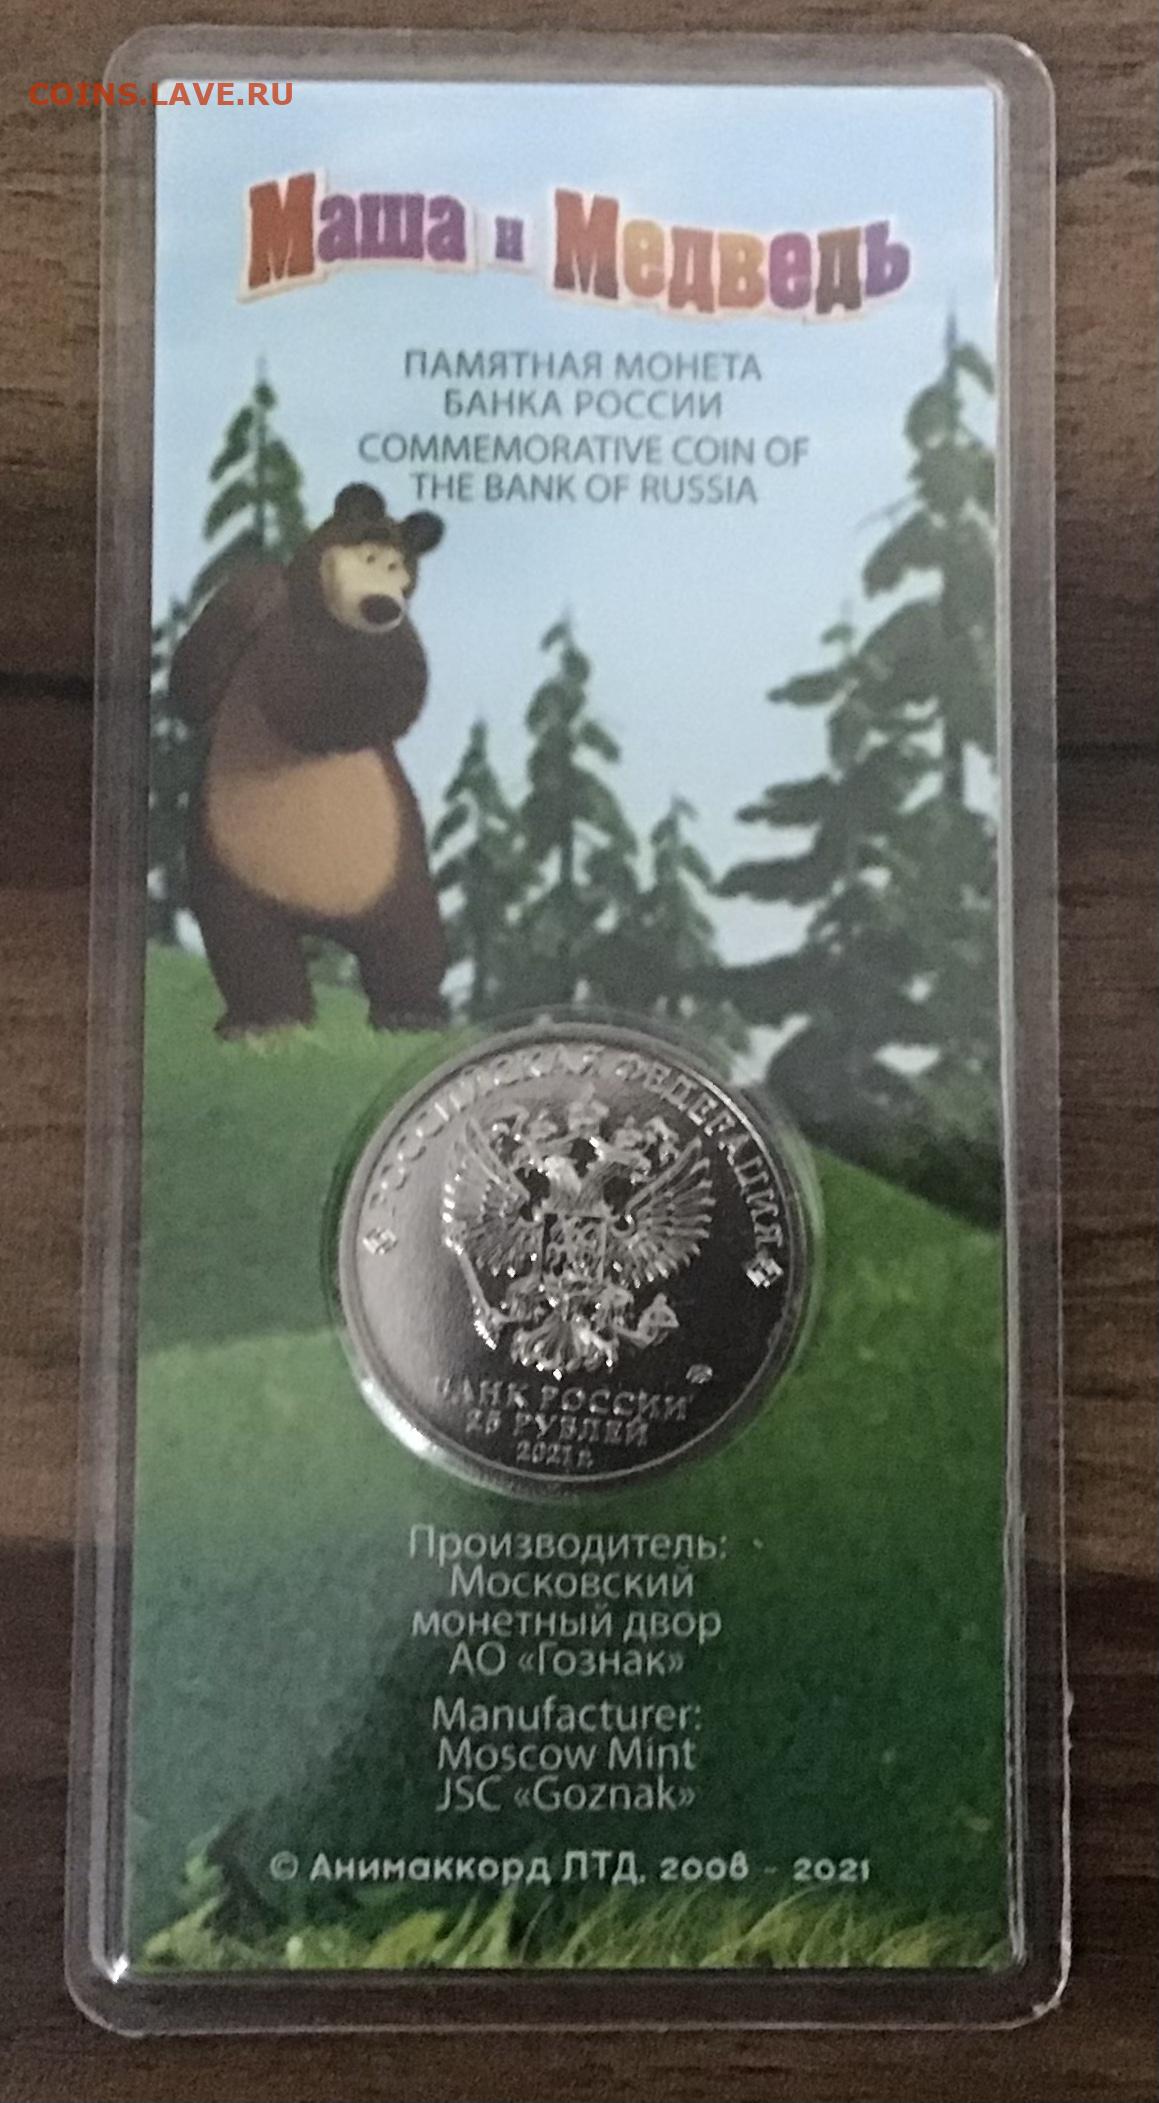 COINS.LAVE.RU
Маша и Медведь
ПАМЯТНАЯ МОНЕТА
БАНКА РОССИИ
COMMEMORATIVE COIN OF
THE BANK OF RUSSIA
РОССИЙСКАЯ ФЕДЕРАЦИЯ
БАНК РОССИИ
25 РУБЛЕЙ
2021 г.
Производитель:
Московский
монетный двор
АО «Гознак»
Manufacturer:
Moscow Mint
JSC «Goznak»
© Анимаккорд ЛТД, 2008 - 2021